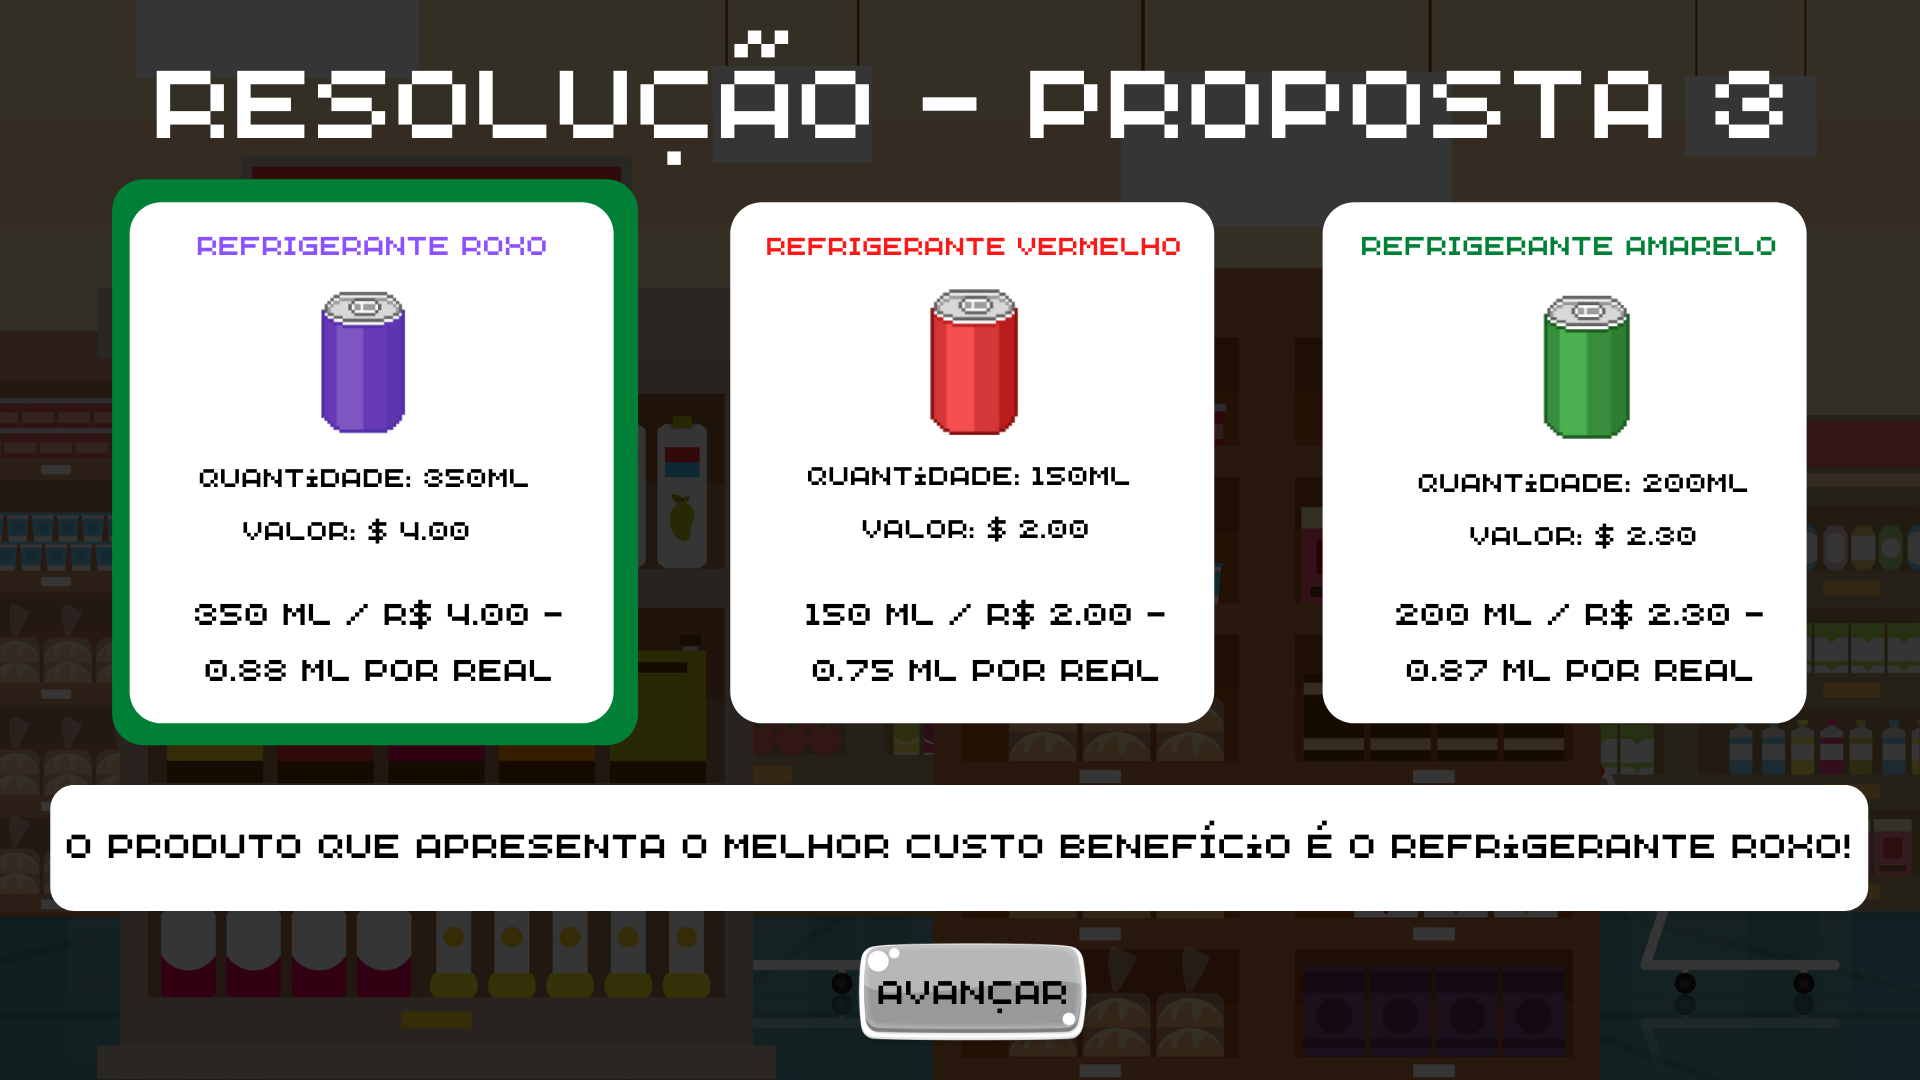 RESOLUÇÃO - PROPOSTA 3
REFRIGERANTE ROXO
QUANTiDADE: 350ML
VALOR: $ 4.00
350 ML / R$ 4.00 -
0.88 ML POR REAL
REFRIGERANTE VERMELHO
QUANTiDADE: 150ML
VALOR: $ 2.00
150 ML / R$ 2.00 -
0.75 ML POR REAL
REFRIGERANTE AMARELO
QUANTiDADE: 200ML
VALOR: $ 2.30
200 ML / R$ 2.30 -
0.87 ML POR REAL
O PRODUTO QUE APRESENTA O MELHOR CUSTO BENEFÍCiO É O REFRiGERANTE ROXO!
AVANÇAR